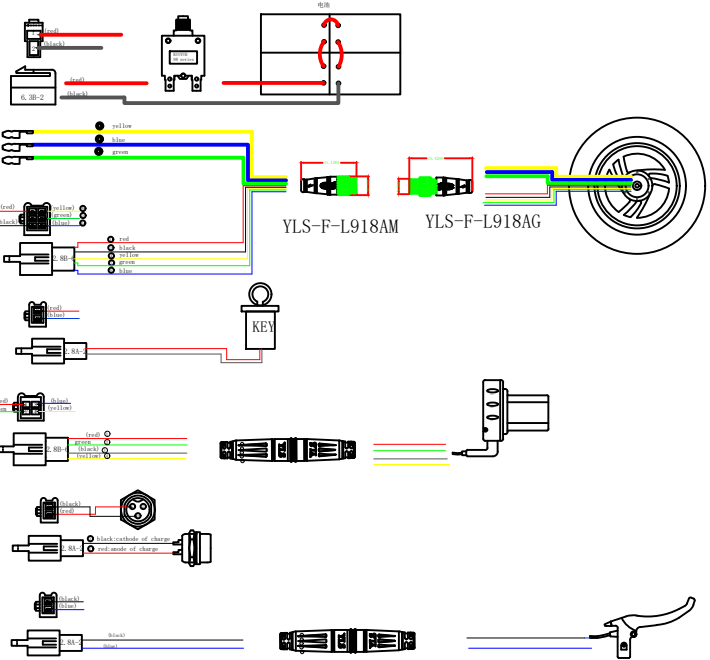 电池
(red)
(black)
(red)
6.3B-2
(black)
yellow
blue
green
YLS-F-L918AM
YLS-F-L918AG
(red)
(yellow)
(green)
(blue)
red
black
yellow
green
blue
(red)
(blue)
KEY
(blue)
(yellow)
(red)
green
(black)
(yellow)
(black)
(red)
black:cathode of charge
red:anode of charge
(black)
(blue)
(black)
(blue)